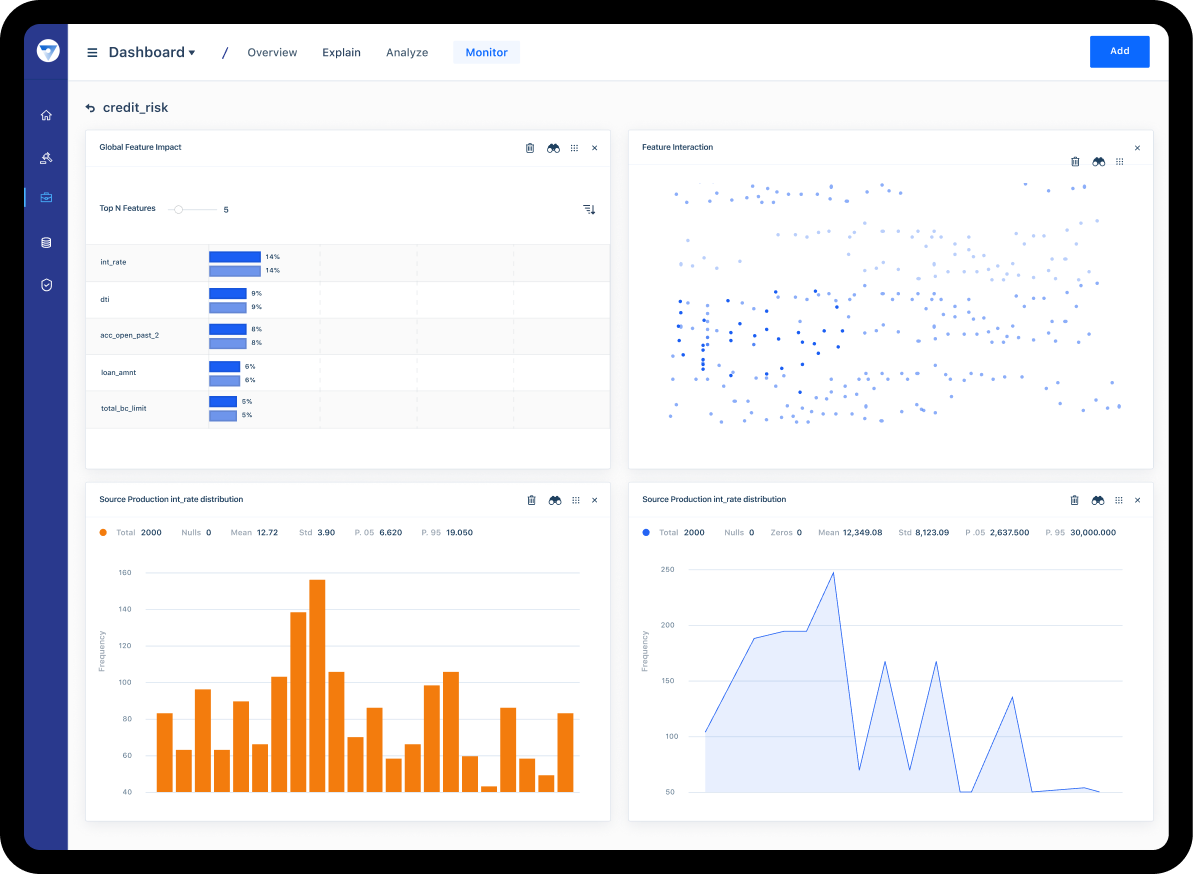 Dashboard / Overview Explain Analyze Monitor Add
credit_risk
Global Feature Impact
Top N Features 5
int_rate 14%
14%
dti 9%
9%
acc_open_past_2 8%
8%
loan_amnt 6%
6%
total_bc_limit 5%
5%
Feature Interaction
Source Production int_rate distribution
Total 2000 Nulls 0 Mean 12.72 Std 3.90 P. 05 6.620 P. 95 19.050
Frequency
160
140
120
100
80
60
40
Source Production int_rate distribution
Total 2000 Nulls 0 Zeros 0 Mean 12,349.08 Std 8,123.09 P .05 2,637.500 P. 95 30,000.000
Frequency
250
200
150
100
50